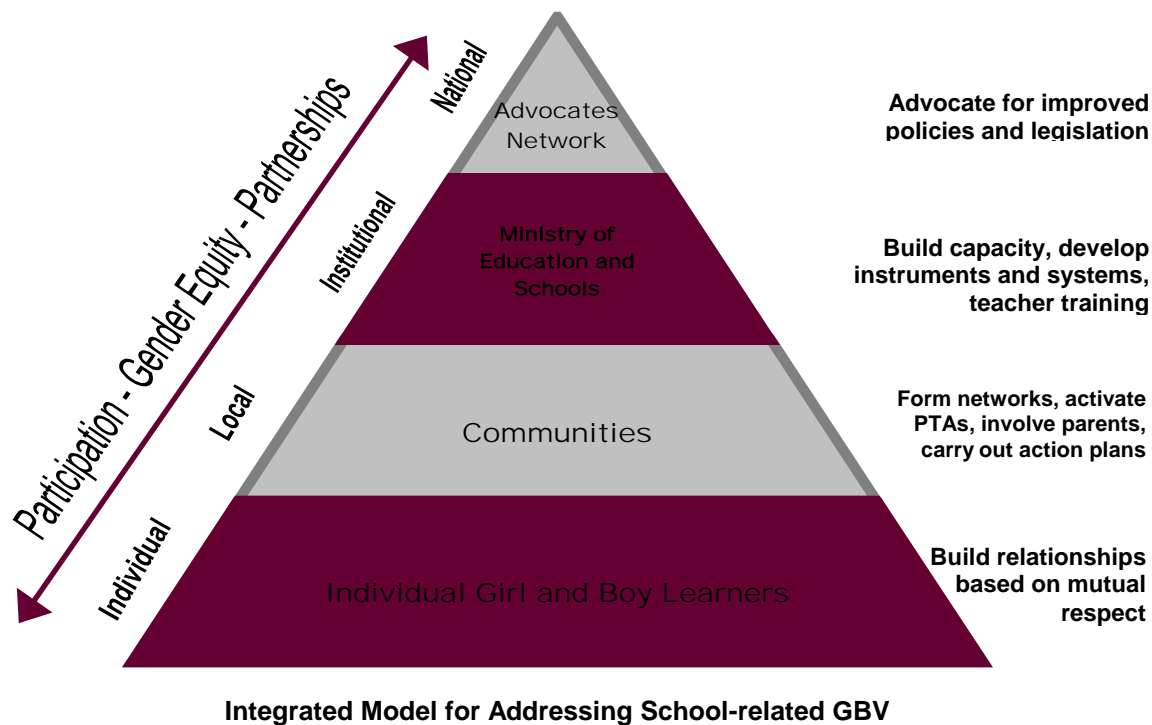 Participation - Gender Equity - Partnerships
National
Advocates
Network
Advocate for improved
policies and legislation
Institutional
Ministry of
Education and
Schools
Build capacity, develop
instruments and systems,
teacher training
Local
Communities
Form networks, activate
PTAs, involve parents,
carry out action plans
Individual
Individual Girl and Boy Learners
Build relationships
based on mutual
respect
Integrated Model for Addressing School-related GBV